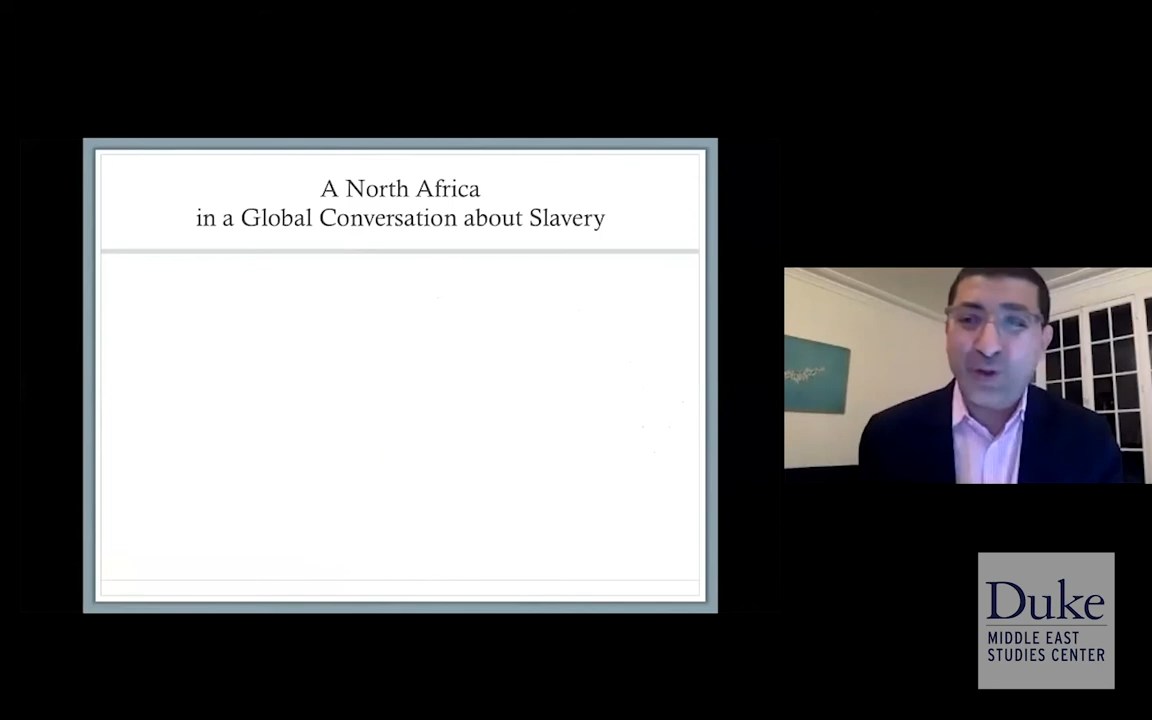 A North Africa
in a Global Conversation about Slavery
Duke
MIDDLE EAST
STUDIES CENTER